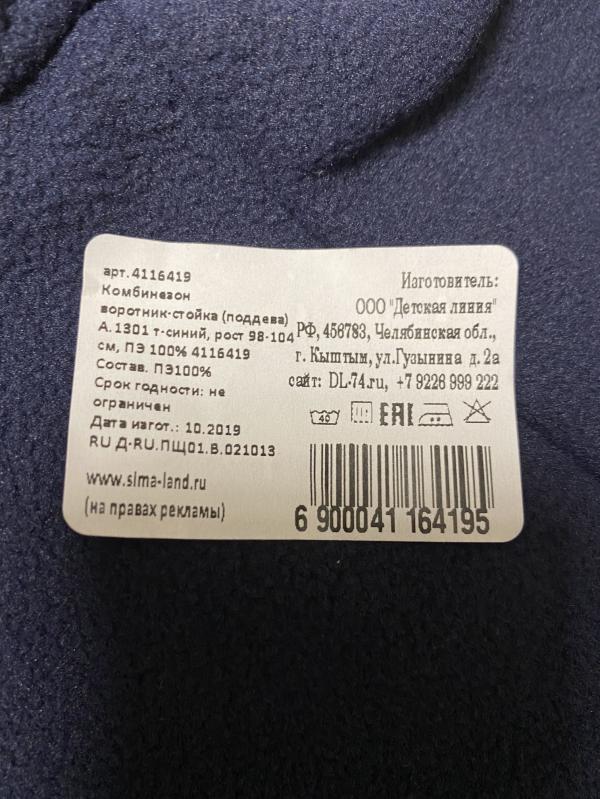 арт.4116419
Комбинезон
воротник-стойка (поддева)
А.1301 т-синий, рост 98-104
см, ПЭ 100% 4116419
Состав. ПЭ100%
Срок годности: не
ограничен
Дата изгот.: 10.2019
RU Д-RU.ПЩ01.В.021013
www.sima-land.ru
(на правах рекламы)
Изготовитель:
ООО "Детская линия"
РФ, 456783, Челябинская обл.,
г. Кыштым, ул.Гузынина д.2а
сайт: DL-74.ru, +7 9226 999 222
40 EAC
6 900041 164195